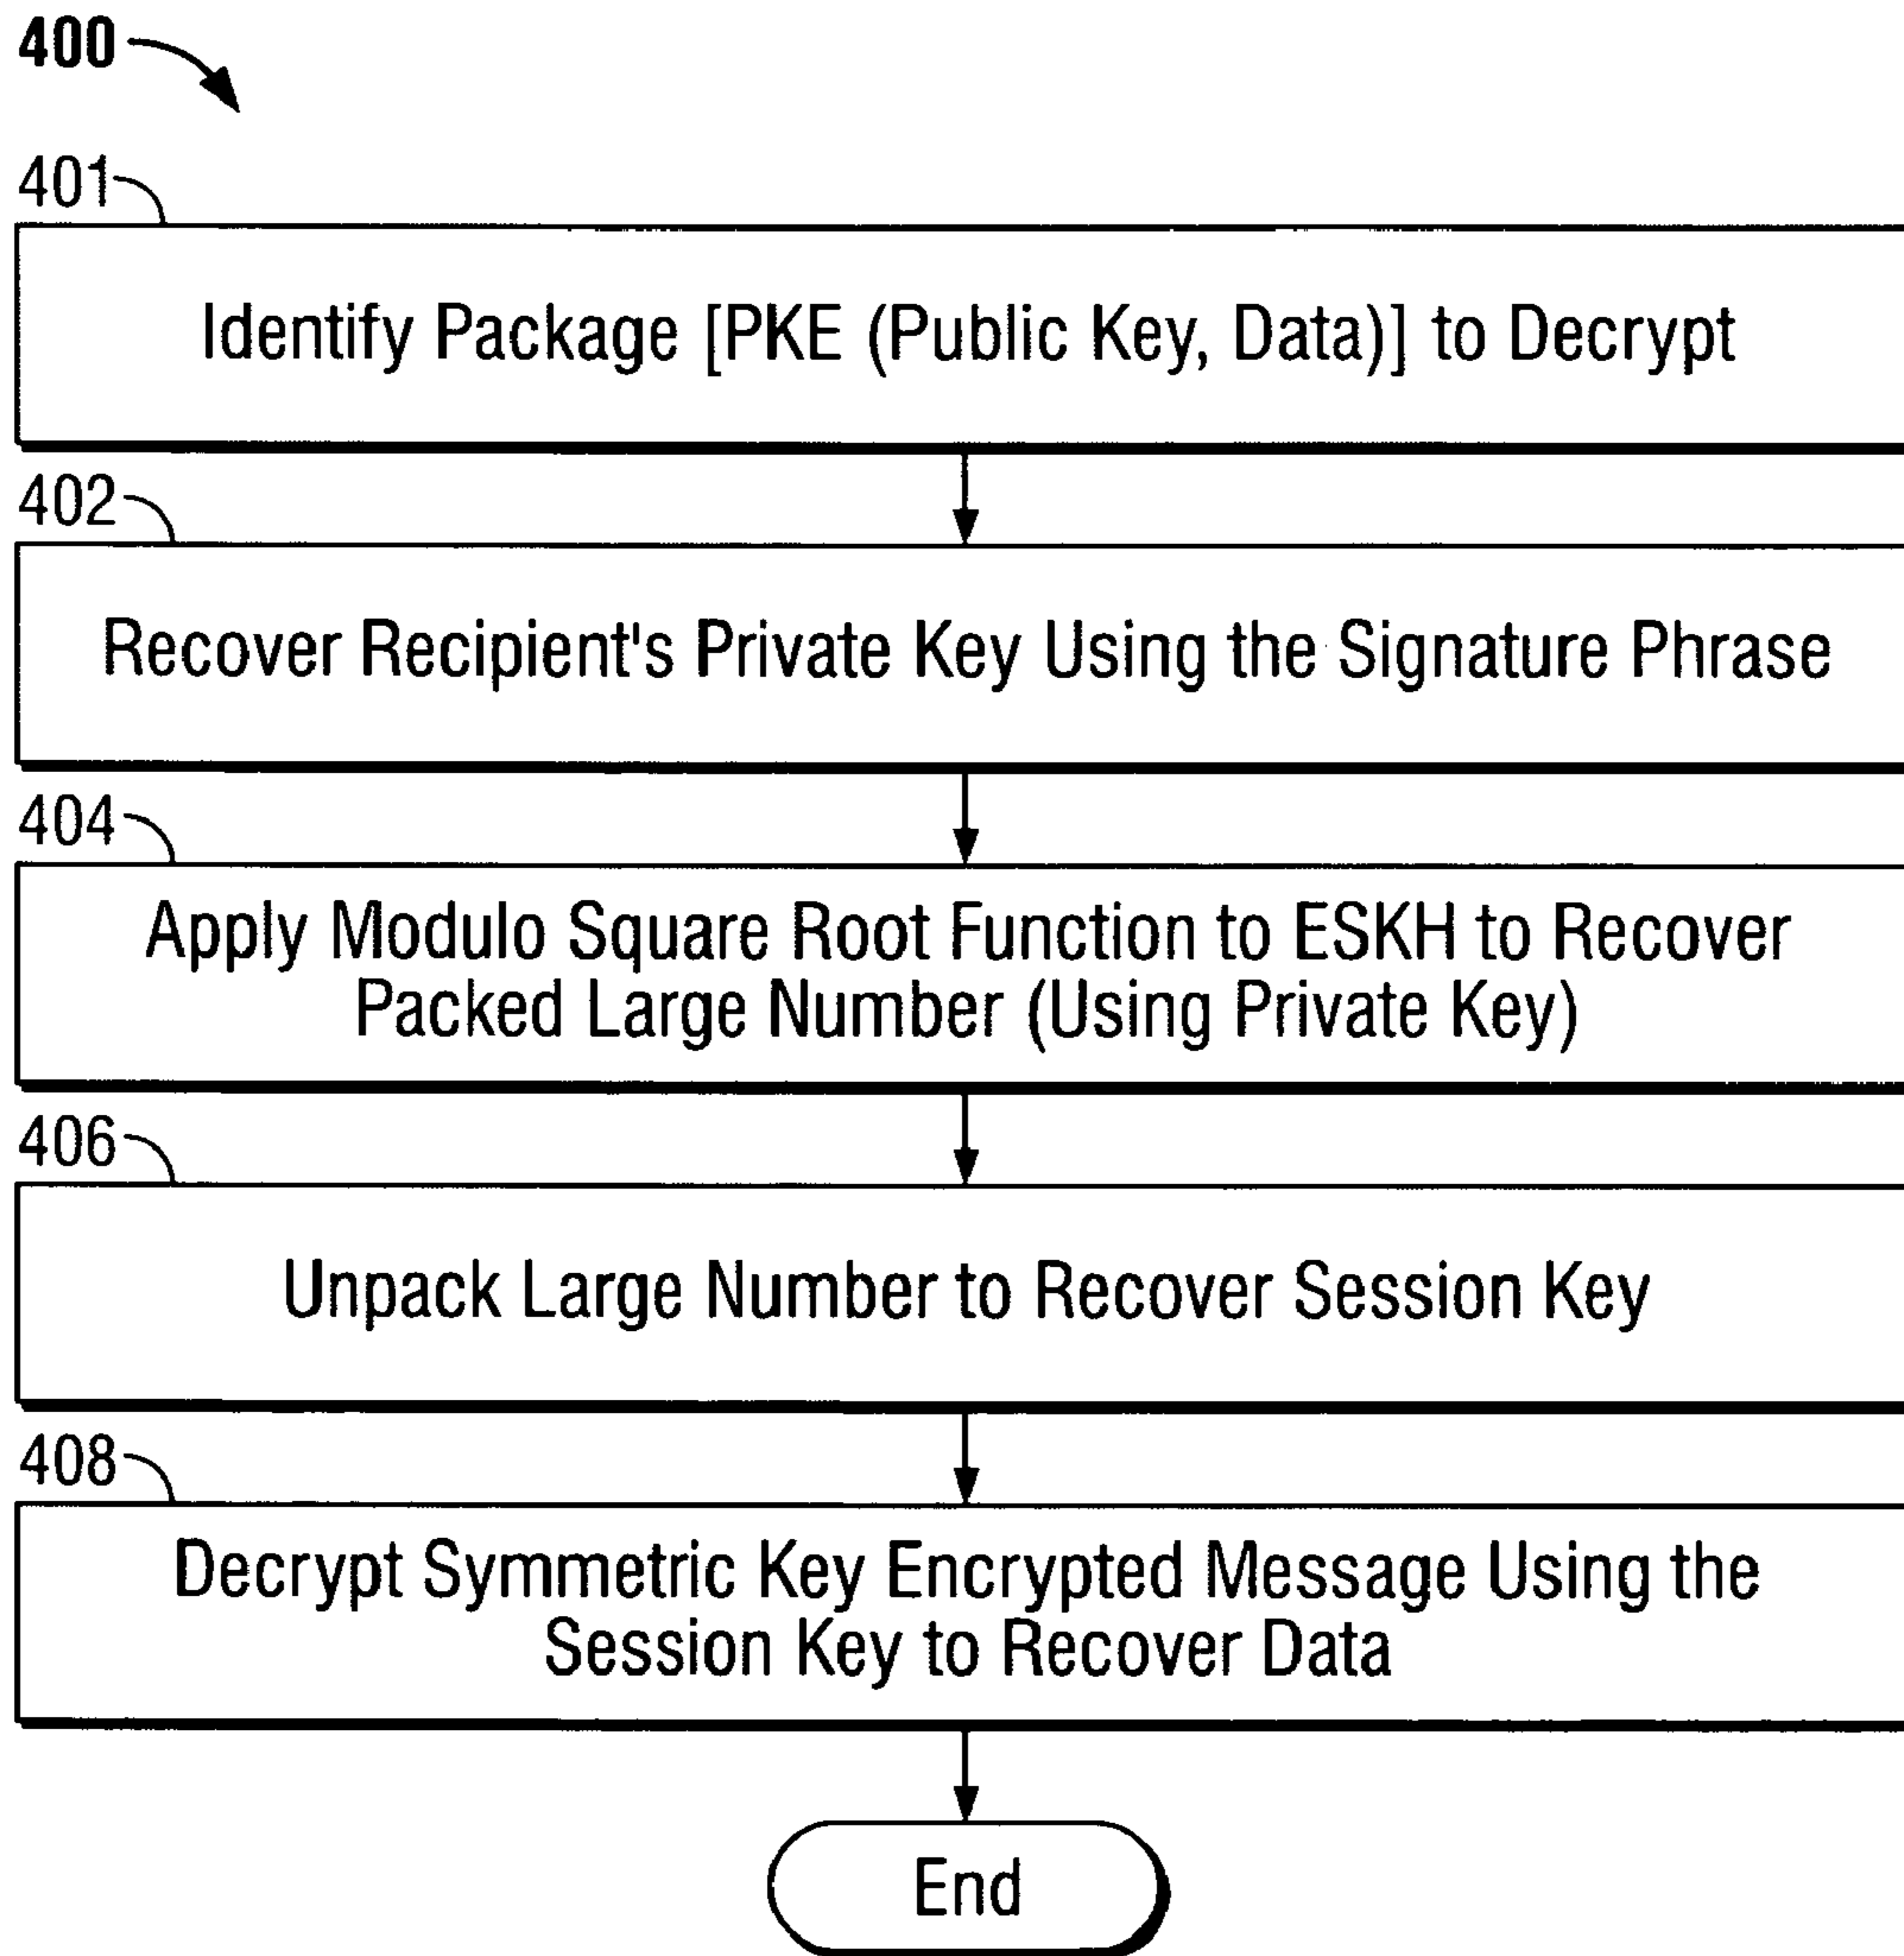 400
401
Identify Package [PKE (Public Key, Data)] to Decrypt
402
Recover Recipient's Private Key Using the Signature Phrase
404
Apply Modulo Square Root Function to ESKH to Recover
Packed Large Number (Using Private Key)
406
Unpack Large Number to Recover Session Key
408
Decrypt Symmetric Key Encrypted Message Using the
Session Key to Recover Data
End